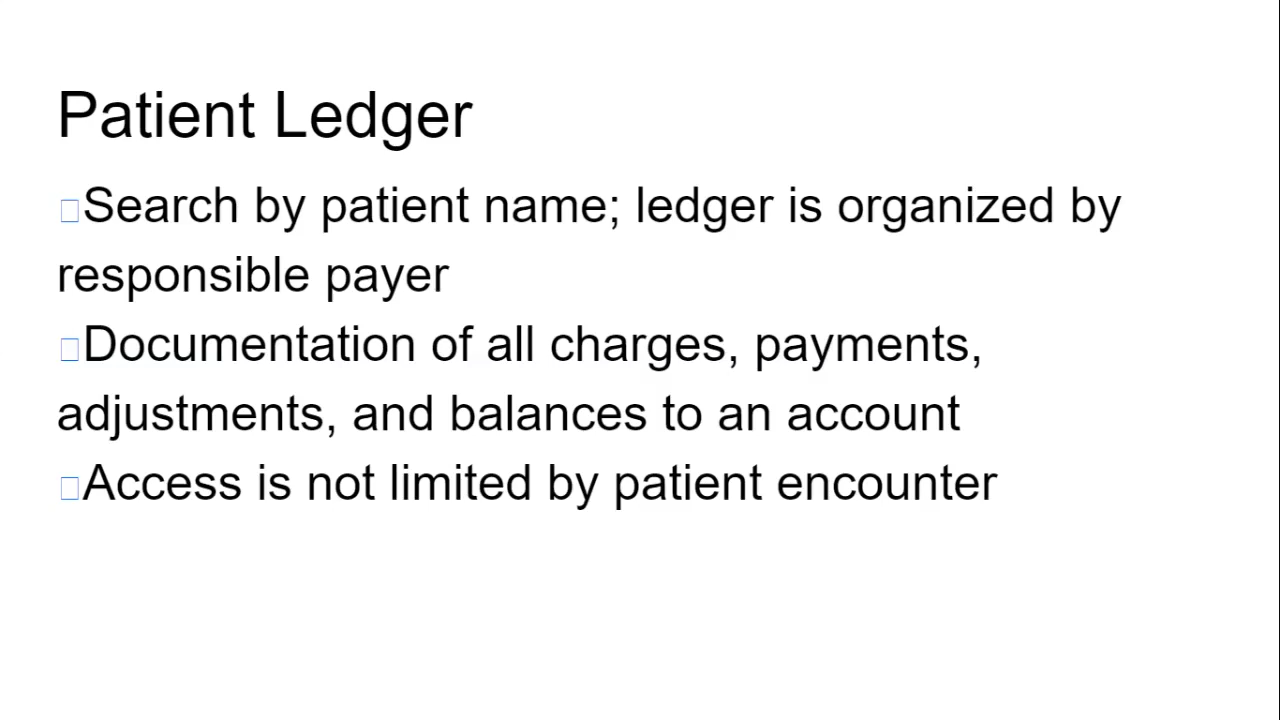 Patient Ledger
Search by patient name; ledger is organized by
responsible payer
Documentation of all charges, payments,
adjustments, and balances to an account
Access is not limited by patient encounter